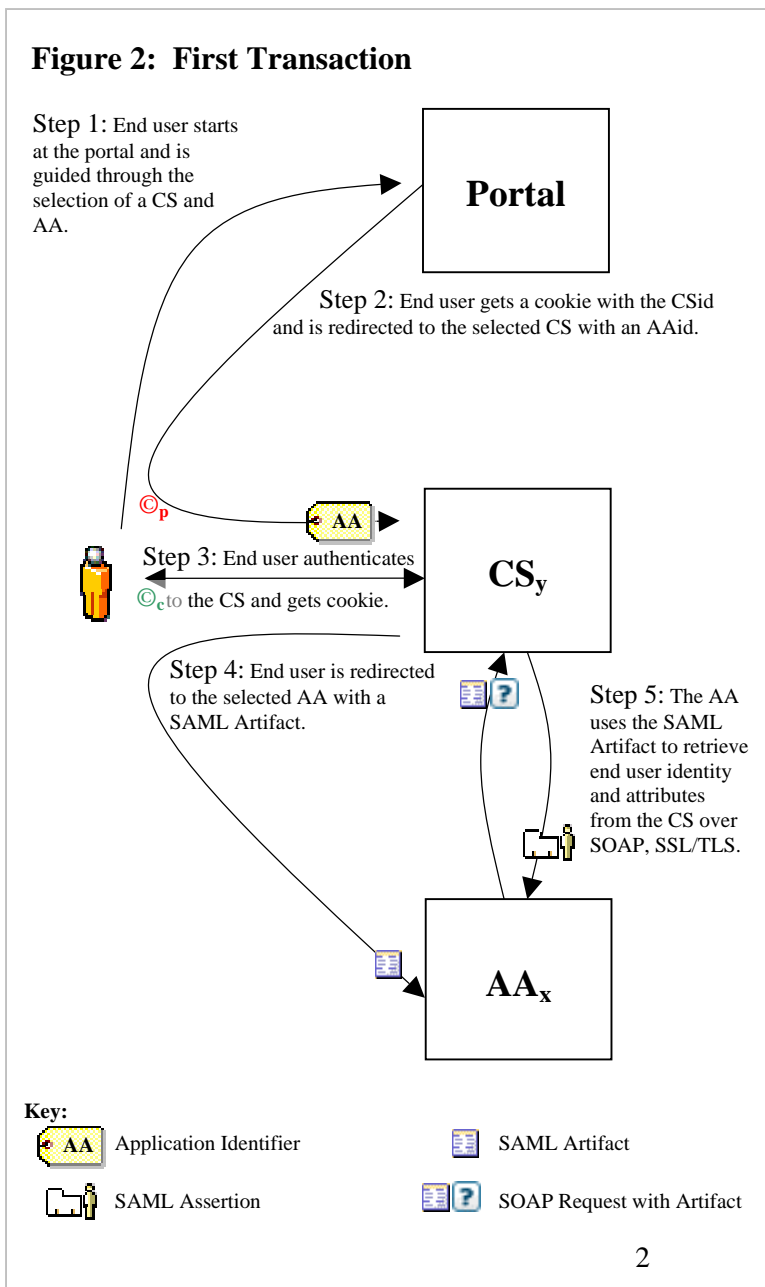 Figure 2: First Transaction
Step 1: End user starts
at the portal and is
guided through the
selection of a CS and
AA.
Portal
Step 2: End user gets a cookie with the CSid
and is redirected to the selected CS with an AAid.
©p
AA
Step 3: End user authenticates
©c to the CS and gets cookie.
CSy
Step 4: End user is redirected
to the selected AA with a
SAML Artifact.
?
Step 5: The AA
uses the SAML
Artifact to retrieve
end user identity
and attributes
from the CS over
SOAP, SSL/TLS.
AAx
Key:
AA Application Identifier
SAML Artifact
SAML Assertion
? SOAP Request with Artifact
2